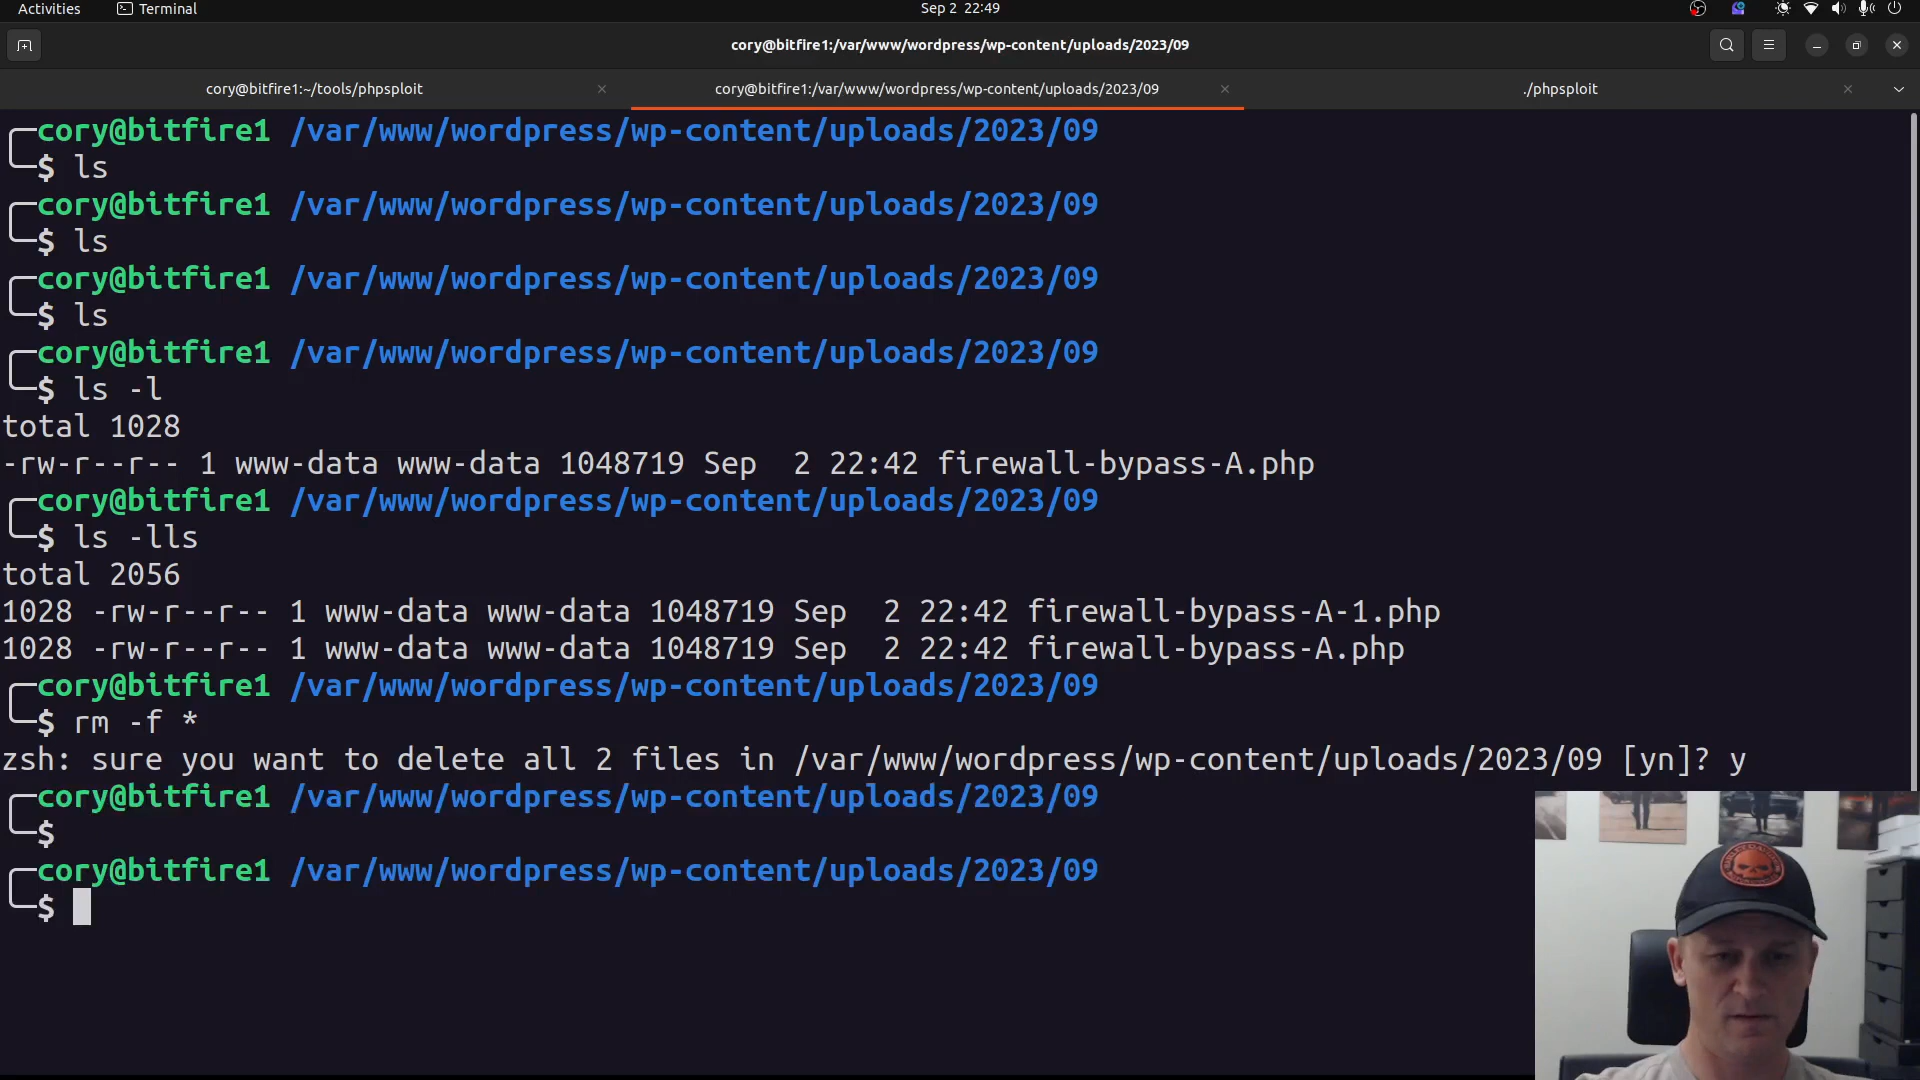 Activities Terminal Sep 2 22:49
cory@bitfire1:/var/www/wordpress/wp-content/uploads/2023/09
cory@bitfire1:~/tools/phpsploit cory@bitfire1:/var/www/wordpress/wp-content/uploads/2023/09 ./phpsploit
cory@bitfire1 /var/www/wordpress/wp-content/uploads/2023/09
$ ls
cory@bitfire1 /var/www/wordpress/wp-content/uploads/2023/09
$ ls
cory@bitfire1 /var/www/wordpress/wp-content/uploads/2023/09
$ ls
cory@bitfire1 /var/www/wordpress/wp-content/uploads/2023/09
$ ls -l
total 1028
-rw-r--r-- 1 www-data www-data 1048719 Sep  2 22:42 firewall-bypass-A.php
cory@bitfire1 /var/www/wordpress/wp-content/uploads/2023/09
$ ls -lls
total 2056
1028 -rw-r--r-- 1 www-data www-data 1048719 Sep  2 22:42 firewall-bypass-A-1.php
1028 -rw-r--r-- 1 www-data www-data 1048719 Sep  2 22:42 firewall-bypass-A.php
cory@bitfire1 /var/www/wordpress/wp-content/uploads/2023/09
$ rm -f *
zsh: sure you want to delete all 2 files in /var/www/wordpress/wp-content/uploads/2023/09 [yn]? y
cory@bitfire1 /var/www/wordpress/wp-content/uploads/2023/09
$
cory@bitfire1 /var/www/wordpress/wp-content/uploads/2023/09
$